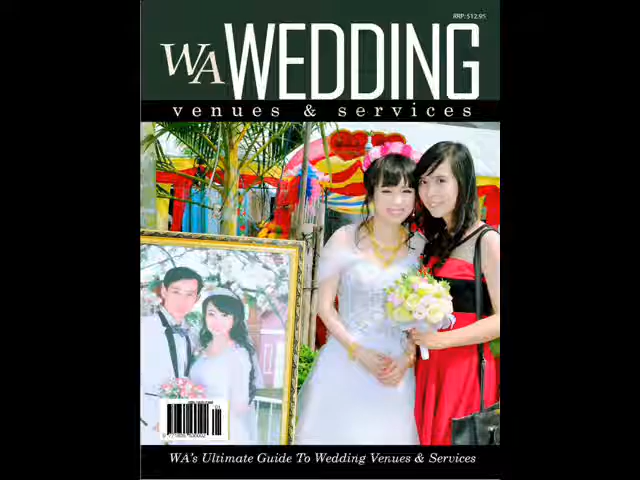 RRP: $12.95
WA WEDDING
venues & services
WA's Ultimate Guide To Wedding Venues & Services